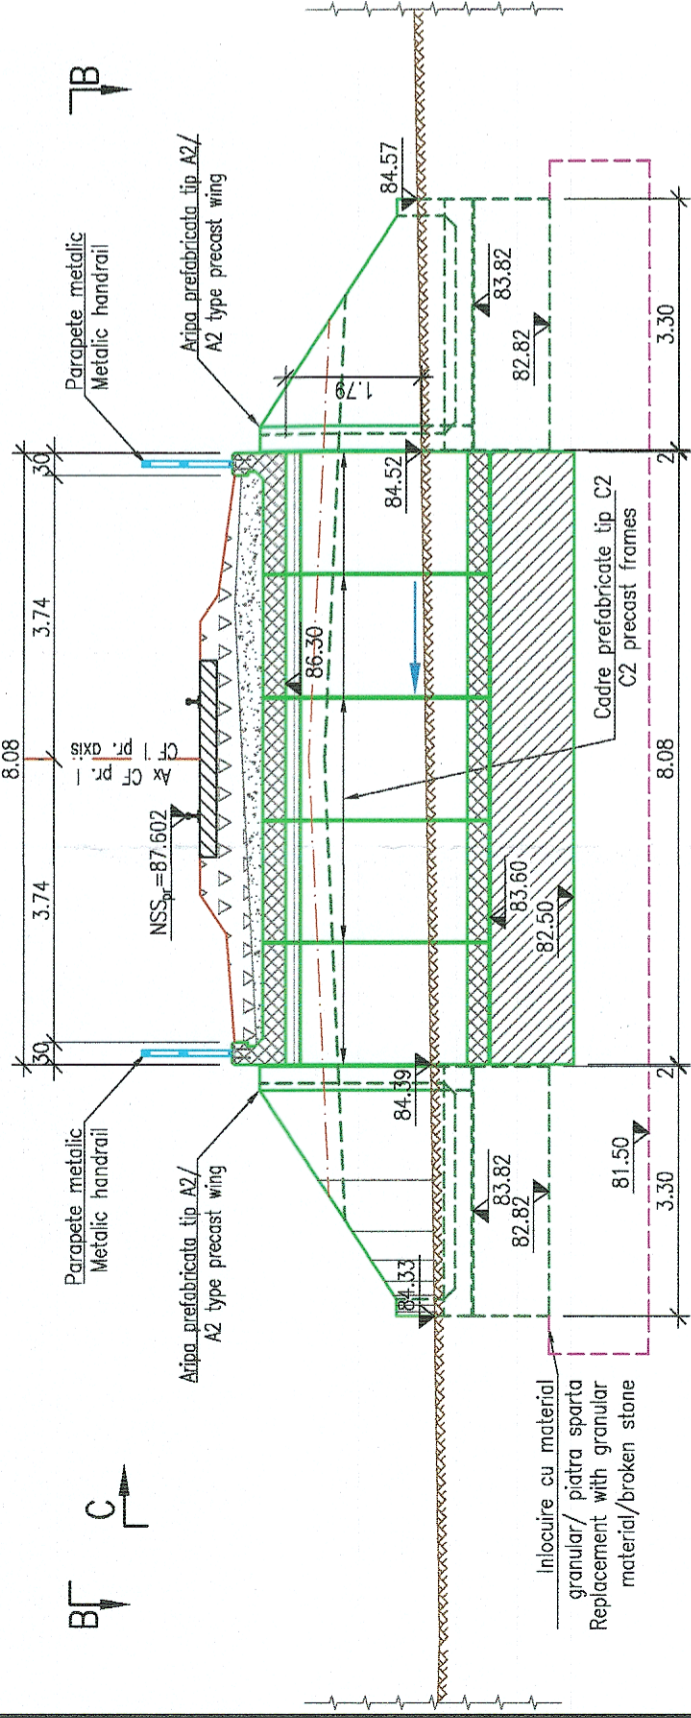 B
C
B
8.08
30
3.74
3.74
30
Parapete metalic
Metalic handrail
Parapete metalic
Metalic handrail
Aripa prefabricata tip A2/
A2 type precast wing
Aripa prefabricata tip A2/
A2 type precast wing
NSSpr=87.602
Ax CF pr. I
CF I pr. axis
86.30
1.79
84.33
84.39
84.52
84.57
83.82
82.82
83.60
82.50
83.82
82.82
81.50
Cadre prefabricate tip C2
C2 precast frames
Inlocuire cu material
granular/ piatra sparta
Replacement with granular
material/broken stone
3.30
2
8.08
2
3.30